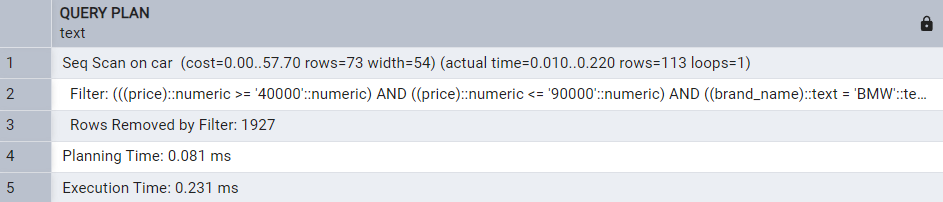 QUERY PLAN
text
1 Seq Scan on car (cost=0.00..57.70 rows=73 width=54) (actual time=0.010..0.220 rows=113 loops=1)
2 Filter: (((price)::numeric >= '40000'::numeric) AND ((price)::numeric <= '90000'::numeric) AND ((brand_name)::text = 'BMW'::te...
3 Rows Removed by Filter: 1927
4 Planning Time: 0.081 ms
5 Execution Time: 0.231 ms